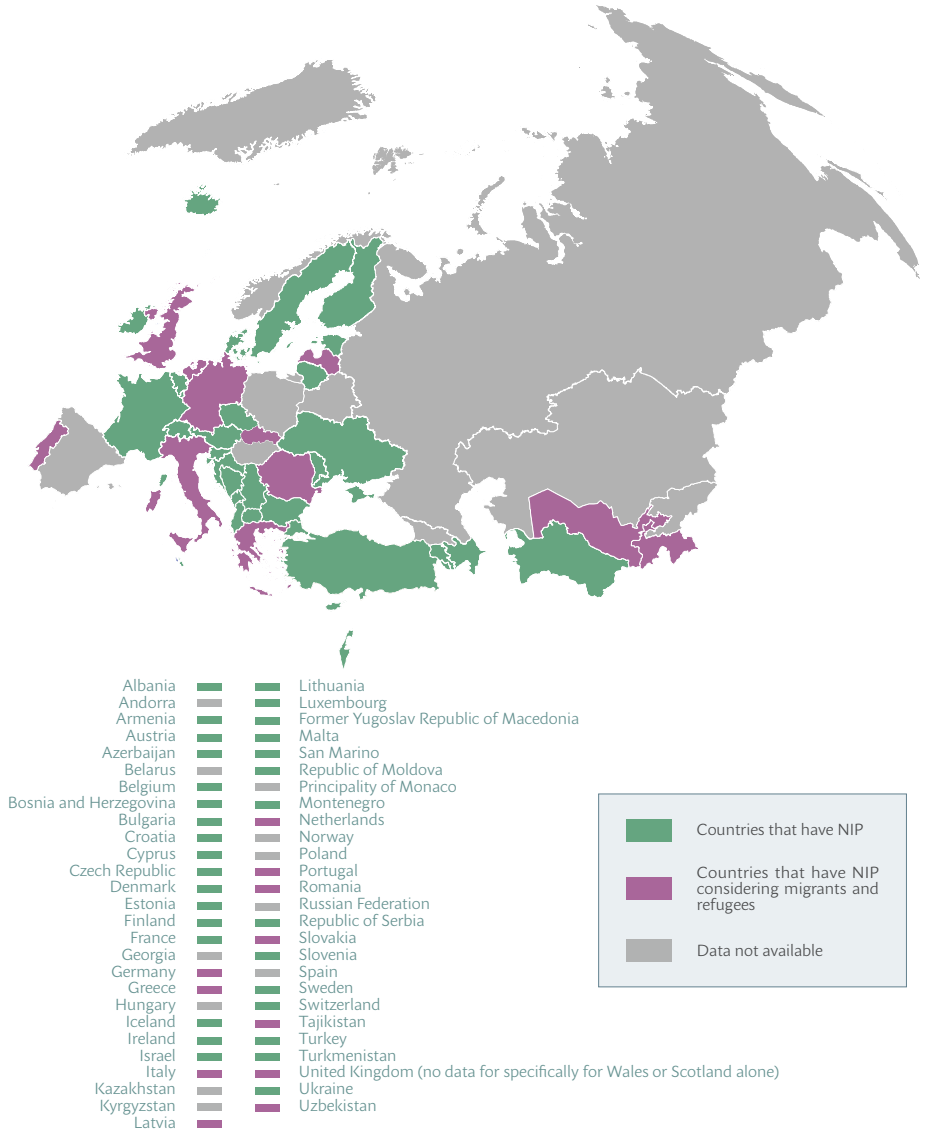 Albania
Andorra
Armenia
Austria
Azerbaijan
Belarus
Belgium
Bosnia and Herzegovina
Bulgaria
Croatia
Cyprus
Czech Republic
Denmark
Estonia
Finland
France
Georgia
Germany
Greece
Hungary
Iceland
Ireland
Israel
Italy
Kazakhstan
Kyrgyzstan
Latvia
Lithuania
Luxembourg
Former Yugoslav Republic of Macedonia
Malta
San Marino
Republic of Moldova
Principality of Monaco
Montenegro
Netherlands
Norway
Poland
Portugal
Romania
Russian Federation
Republic of Serbia
Slovakia
Slovenia
Spain
Sweden
Switzerland
Tajikistan
Turkey
Turkmenistan
United Kingdom (no data for specifically for Wales or Scotland alone)
Ukraine
Uzbekistan
Countries that have NIP
Countries that have NIP
considering migrants and
refugees
Data not available